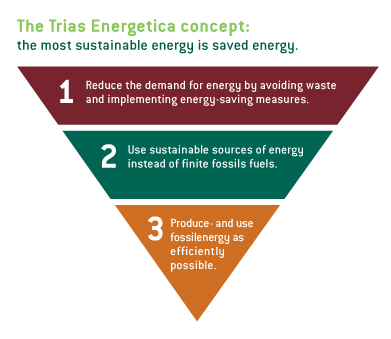 The Trias Energetica concept:
the most sustainable energy is saved energy.
1
Reduce the demand for energy by avoiding waste
and implementing energy-saving measures.
2
Use sustainable sources of energy
instead of finite fossils fuels.
3
Produce- and use
fossilenergy as
efficiently
possible.